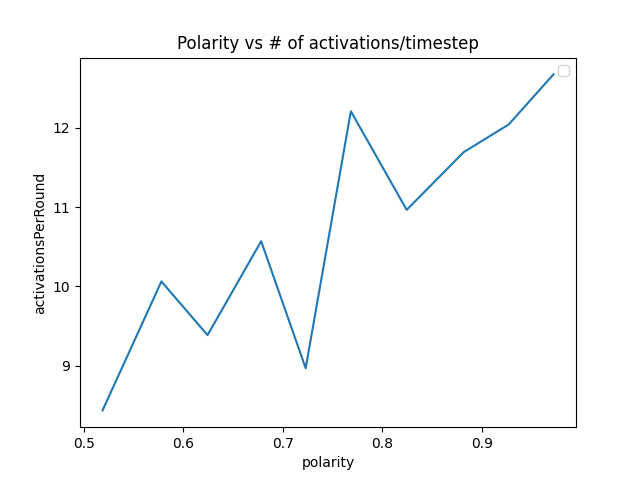 Polarity vs # of activations/timestep
12
11
10
9
activationsPerRound
0.5 0.6 0.7 0.8 0.9
polarity